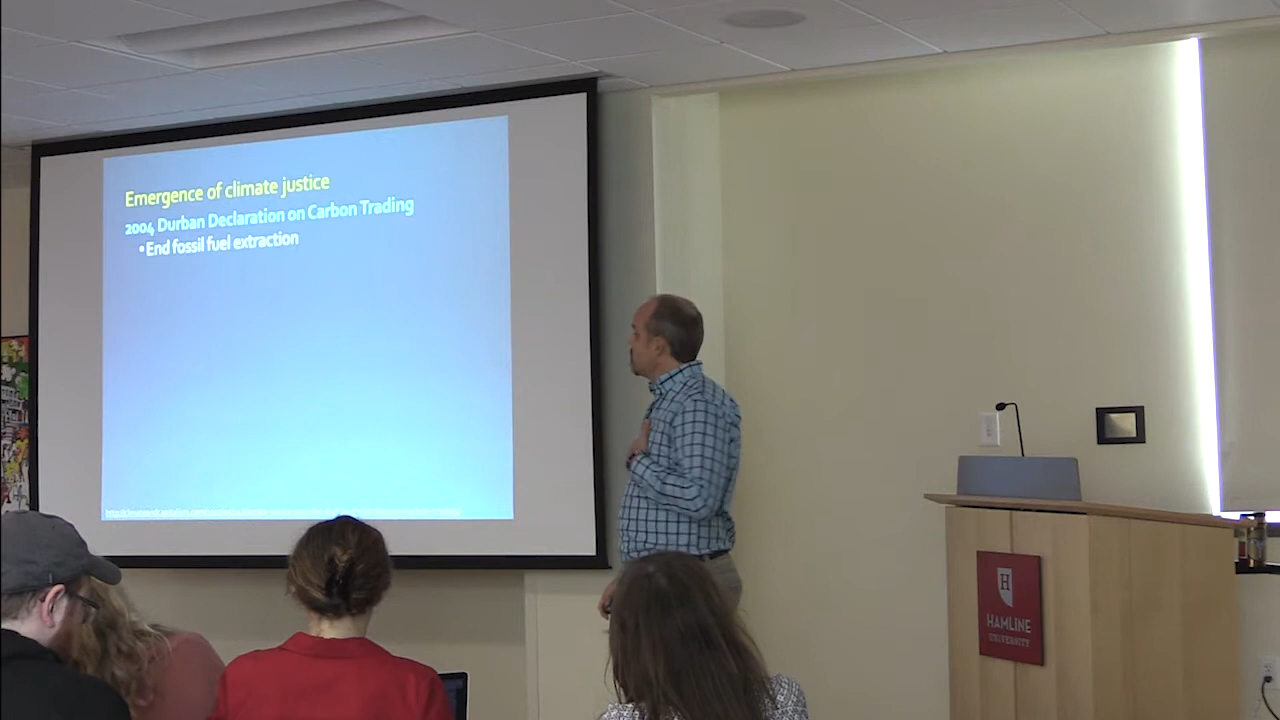 Emergence of climate justice
2004 Durban Declaration on Carbon Trading
•End fossil fuel extraction
H
HAMLINE
UNIVERSITY